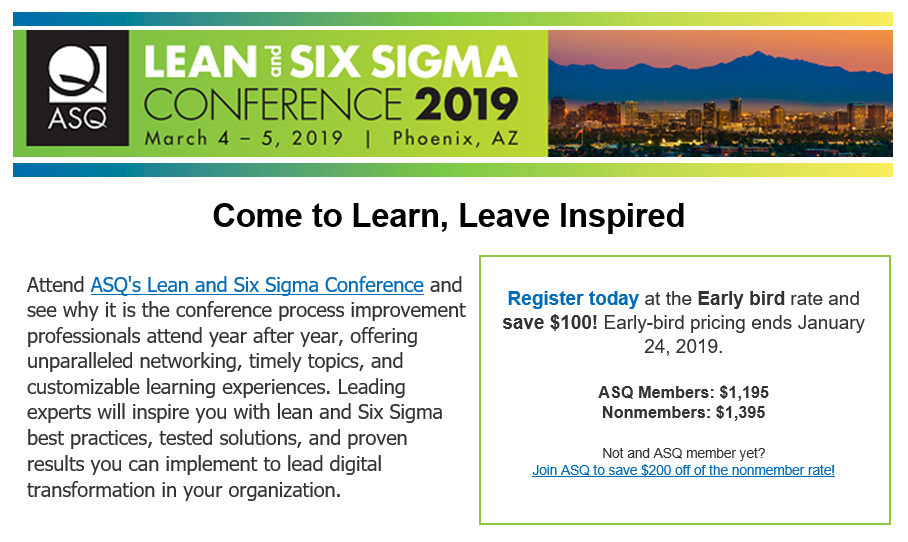 ASQ
LEAN and SIX SIGMA
CONFERENCE 2019
March 4 – 5, 2019 | Phoenix, AZ
Come to Learn, Leave Inspired
Attend ASQ's Lean and Six Sigma Conference and
see why it is the conference process improvement
professionals attend year after year, offering
unparalleled networking, timely topics, and
customizable learning experiences. Leading
experts will inspire you with lean and Six Sigma
best practices, tested solutions, and proven
results you can implement to lead digital
transformation in your organization.
Register today at the Early bird rate and
save $100! Early-bird pricing ends January
24, 2019.
ASQ Members: $1,195
Nonmembers: $1,395
Not and ASQ member yet?
Join ASQ to save $200 off of the nonmember rate!